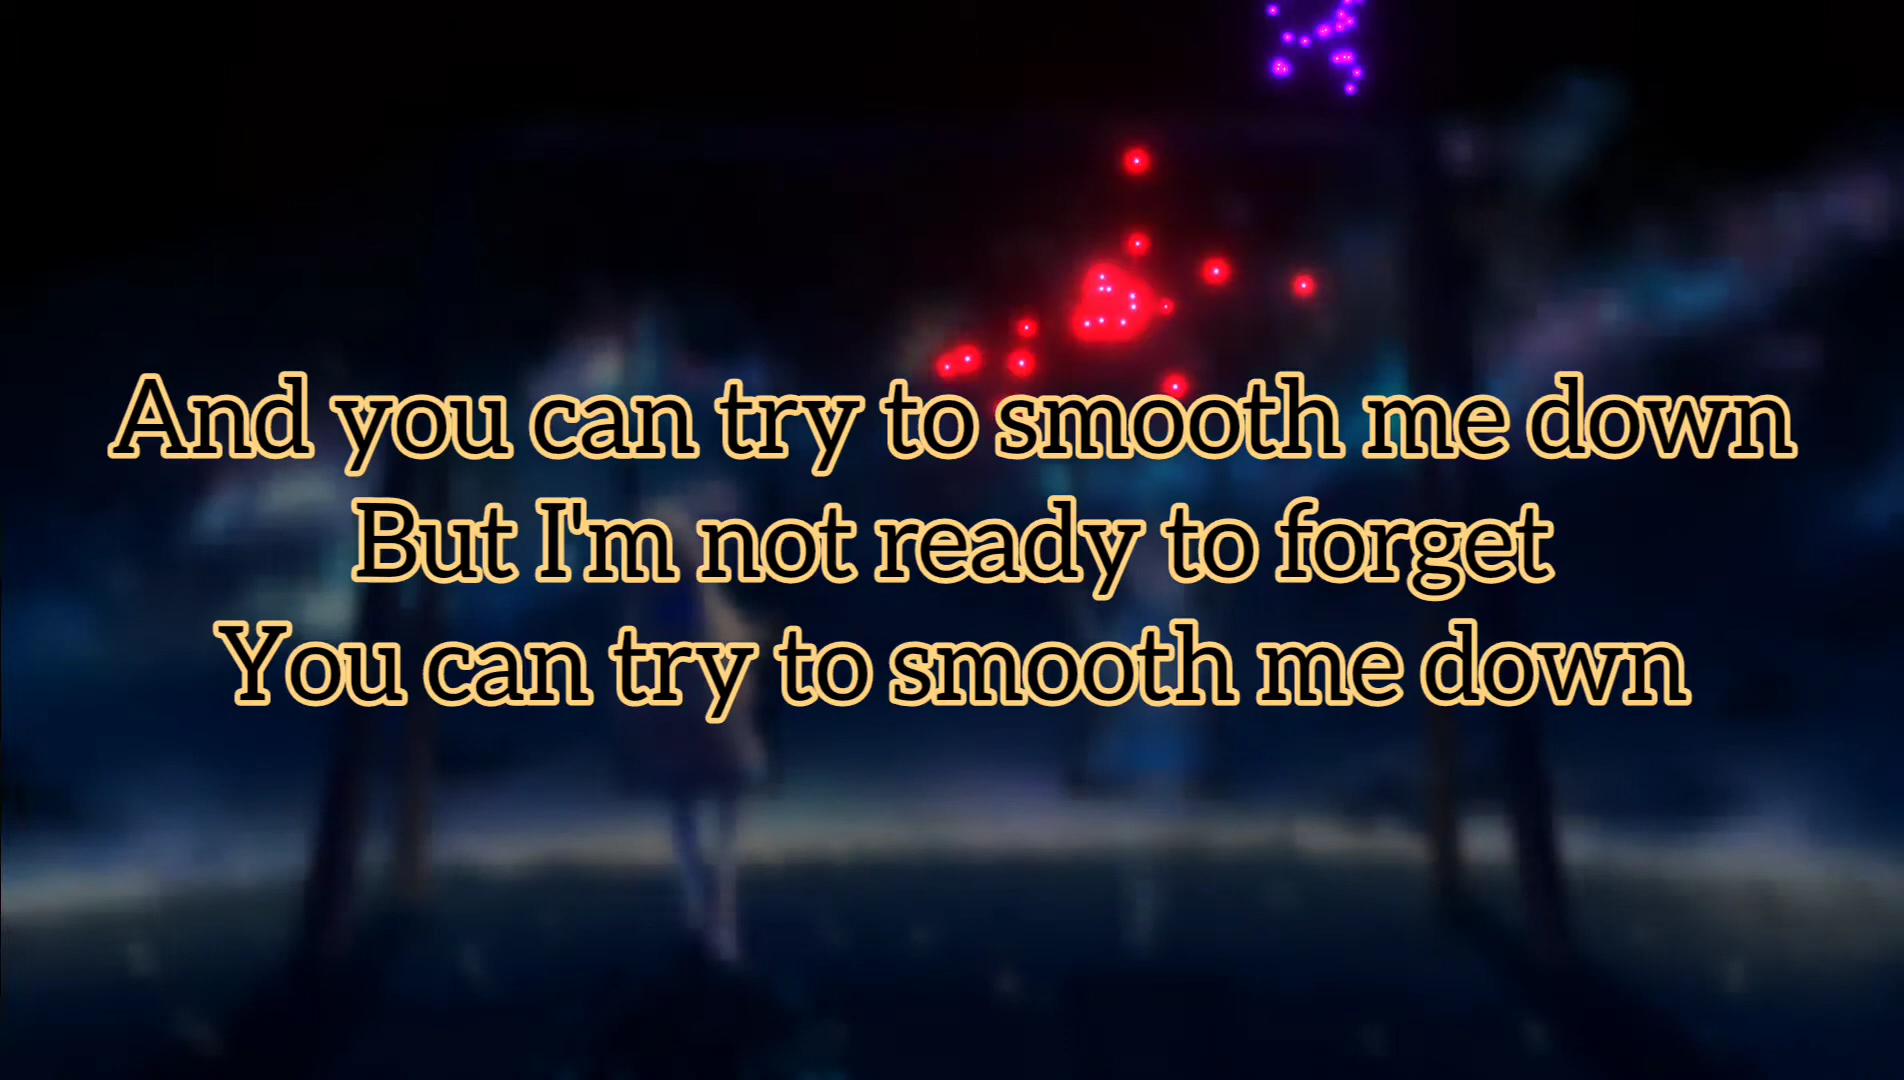 And you can try to smooth me down
But I'm not ready to forget
You can try to smooth me down